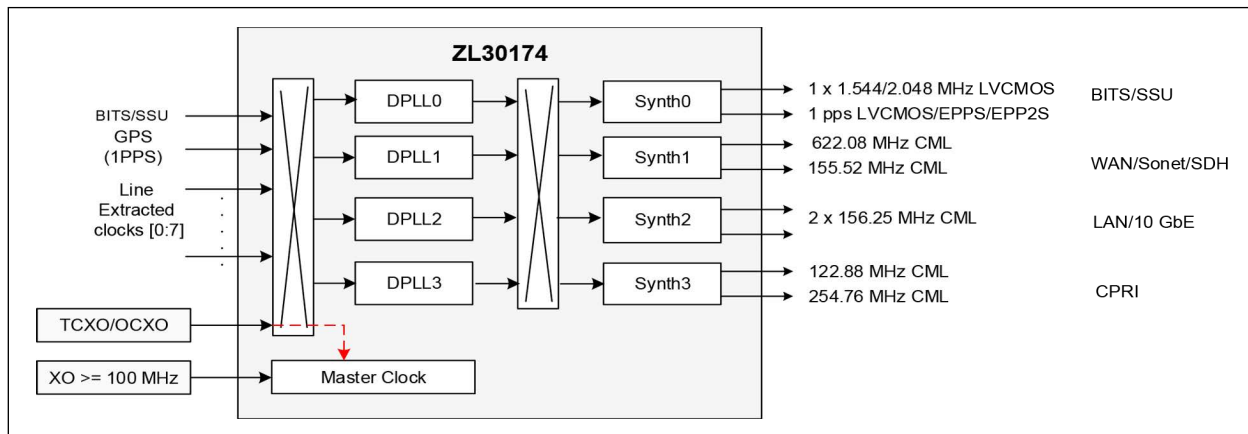 ZL30174
BITS/SSU
GPS
(1PPS)
Line
Extracted
clocks [0:7]
TCXO/OCXO
XO >= 100 MHz
DPLL0
DPLL1
DPLL2
DPLL3
Master Clock
Synth0
Synth1
Synth2
Synth3
1 x 1.544/2.048 MHz LVCMOS
1 pps LVCMOS/EPPS/EPP2S
622.08 MHz CML
155.52 MHz CML
2 x 156.25 MHz CML
122.88 MHz CML
254.76 MHz CML
BITS/SSU
WAN/Sonet/SDH
LAN/10 GbE
CPRI